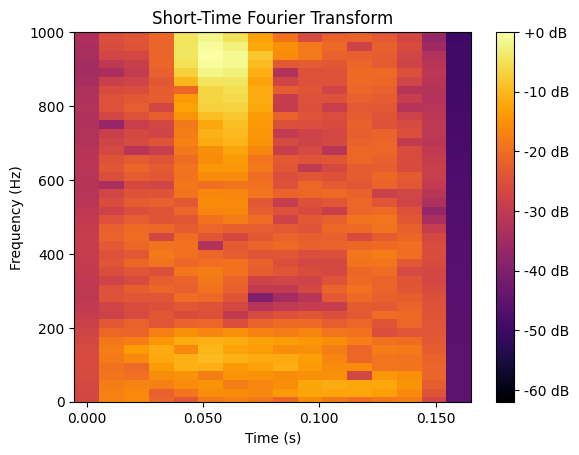 Short-Time Fourier Transform
Frequency (Hz)
1000
800
600
400
200
0
0.000
0.050
0.100
0.150
Time (s)
+0 dB
-10 dB
-20 dB
-30 dB
-40 dB
-50 dB
-60 dB